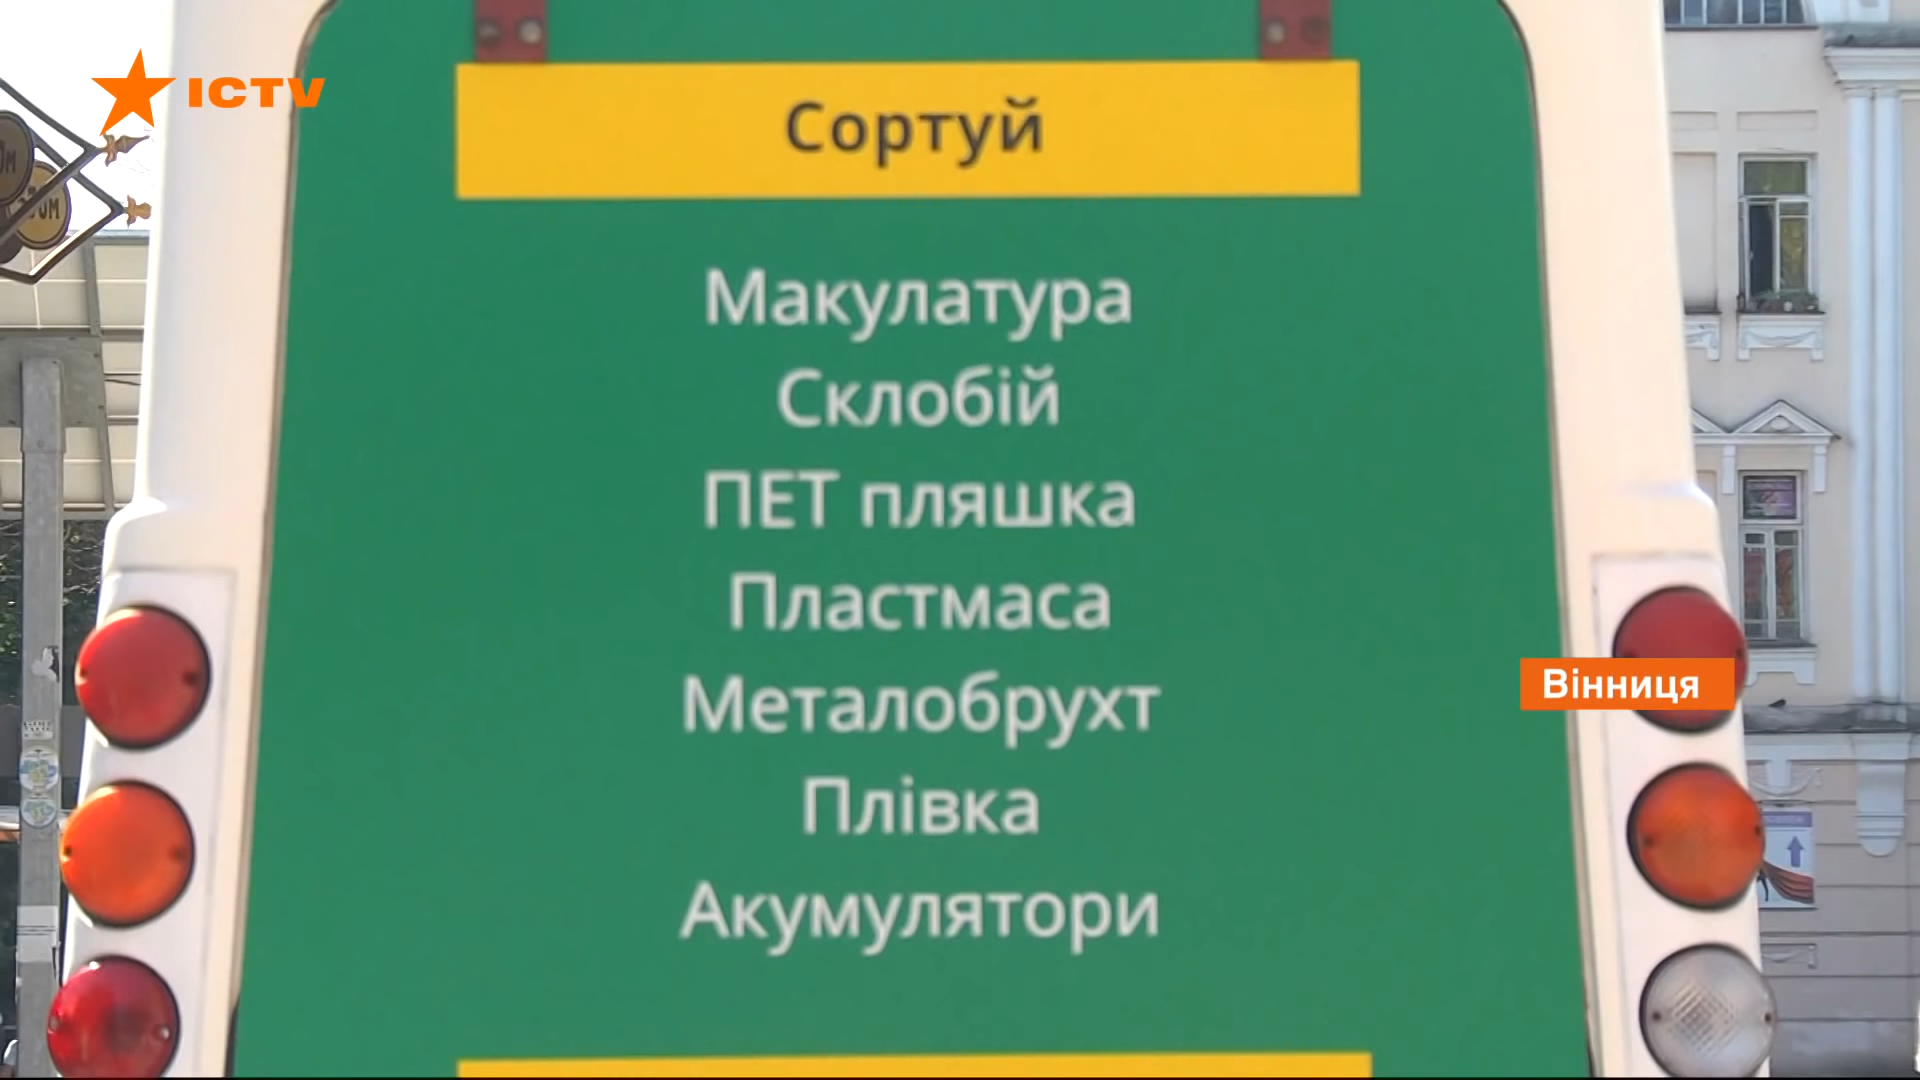 ICTV
Сортуй
Макулатура
Склобій
ПЕТ пляшка
Пластмаса
Металобрухт
Плівка
Акумулятори
Вінниця